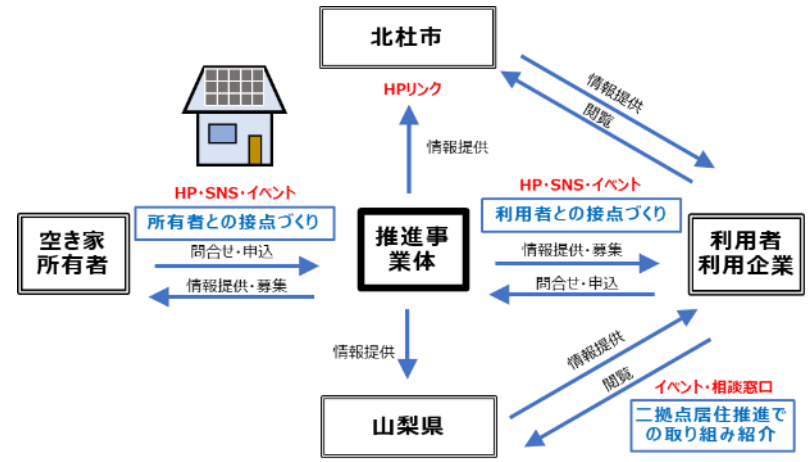 北杜市
HPリンク
情報提供
閲覧
情報提供
HP・SNS・イベント
所有者との接点づくり
HP・SNS・イベント
利用者との接点づくり
空き家
所有者
問合せ・申込
情報提供・募集
推進事
業体
情報提供・募集
問合せ・申込
利用者
利用企業
情報提供
情報提供
閲覧
山梨県
イベント・相談窓口
二拠点居住推進で
の取り組み紹介